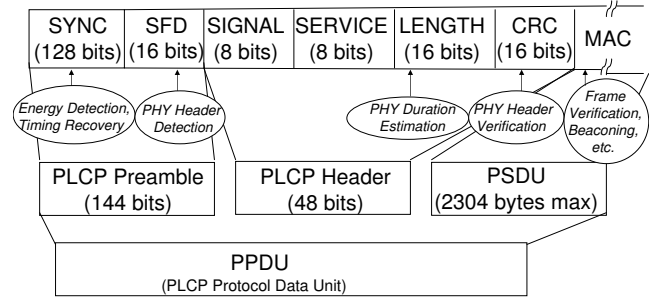 SYNC
(128 bits)
SFD
(16 bits)
SIGNAL
(8 bits)
SERVICE
(8 bits)
LENGTH
(16 bits)
CRC
(16 bits)
MAC
Energy Detection,
Timing Recovery
PHY Header
Detection
PHY Duration
Estimation
PHY Header
Verification
Frame
Verification,
Beaconing,
etc.
PLCP Preamble
(144 bits)
PLCP Header
(48 bits)
PSDU
(2304 bytes max)
PPDU
(PLCP Protocol Data Unit)